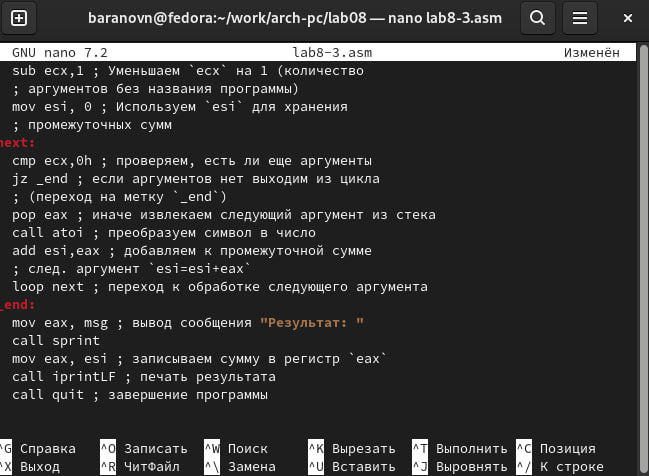 baranovn@fedora:~/work/arch-pc/lab08 — nano lab8-3.asm
GNU nano 7.2 lab8-3.asm Изменён
sub ecx,1 ; Уменьшаем `ecx` на 1 (количество
; аргументов без названия программы)
mov esi, 0 ; Используем `esi` для хранения
; промежуточных сумм
next:
cmp ecx,0h ; проверяем, есть ли еще аргументы
jz _end ; если аргументов нет выходим из цикла
; (переход на метку `_end`)
pop eax ; иначе извлекаем следующий аргумент из стека
call atoi ; преобразуем символ в число
add esi,eax ; добавляем к промежуточной сумме
; след. аргумент `esi=esi+eax`
loop next ; переход к обработке следующего аргумента
_end:
mov eax, msg ; вывод сообщения "Результат: "
call sprint
mov eax, esi ; записываем сумму в регистр `eax`
call iprintLF ; печать результата
call quit ; завершение программы
^G Справка ^O Записать ^W Поиск ^K Вырезать ^T Выполнить ^C Позиция
^X Выход ^R ЧитФайл ^\ Замена ^U Вставить ^J Выровнять ^/ К строке